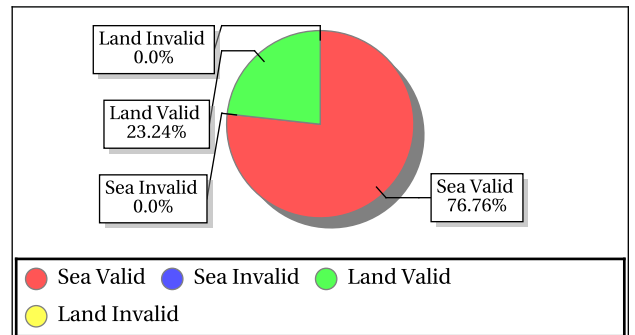 Land Invalid
0.0%
Land Valid
23.24%
Sea Invalid
0.0%
Sea Valid
76.76%
Sea Valid
Sea Invalid
Land Valid
Land Invalid